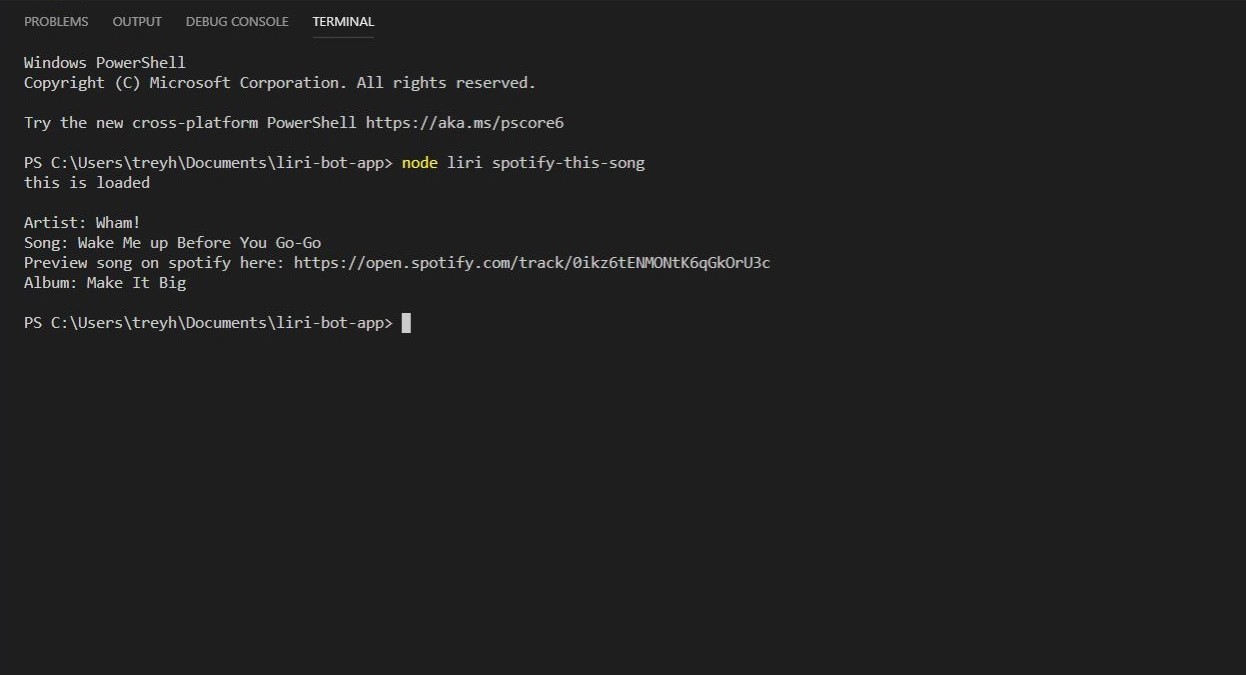 PROBLEMS OUTPUT DEBUG CONSOLE TERMINAL
Windows PowerShell
Copyright (C) Microsoft Corporation. All rights reserved.
Try the new cross-platform PowerShell https://aka.ms/pscore6
PS C:\Users\treyh\Documents\liri-bot-app> node liri spotify-this-song
this is loaded
Artist: Wham!
Song: Wake Me up Before You Go-Go
Preview song on spotify here: https://open.spotify.com/track/0ikz6tENMONtK6qGkOrU3c
Album: Make It Big
PS C:\Users\treyh\Documents\liri-bot-app>